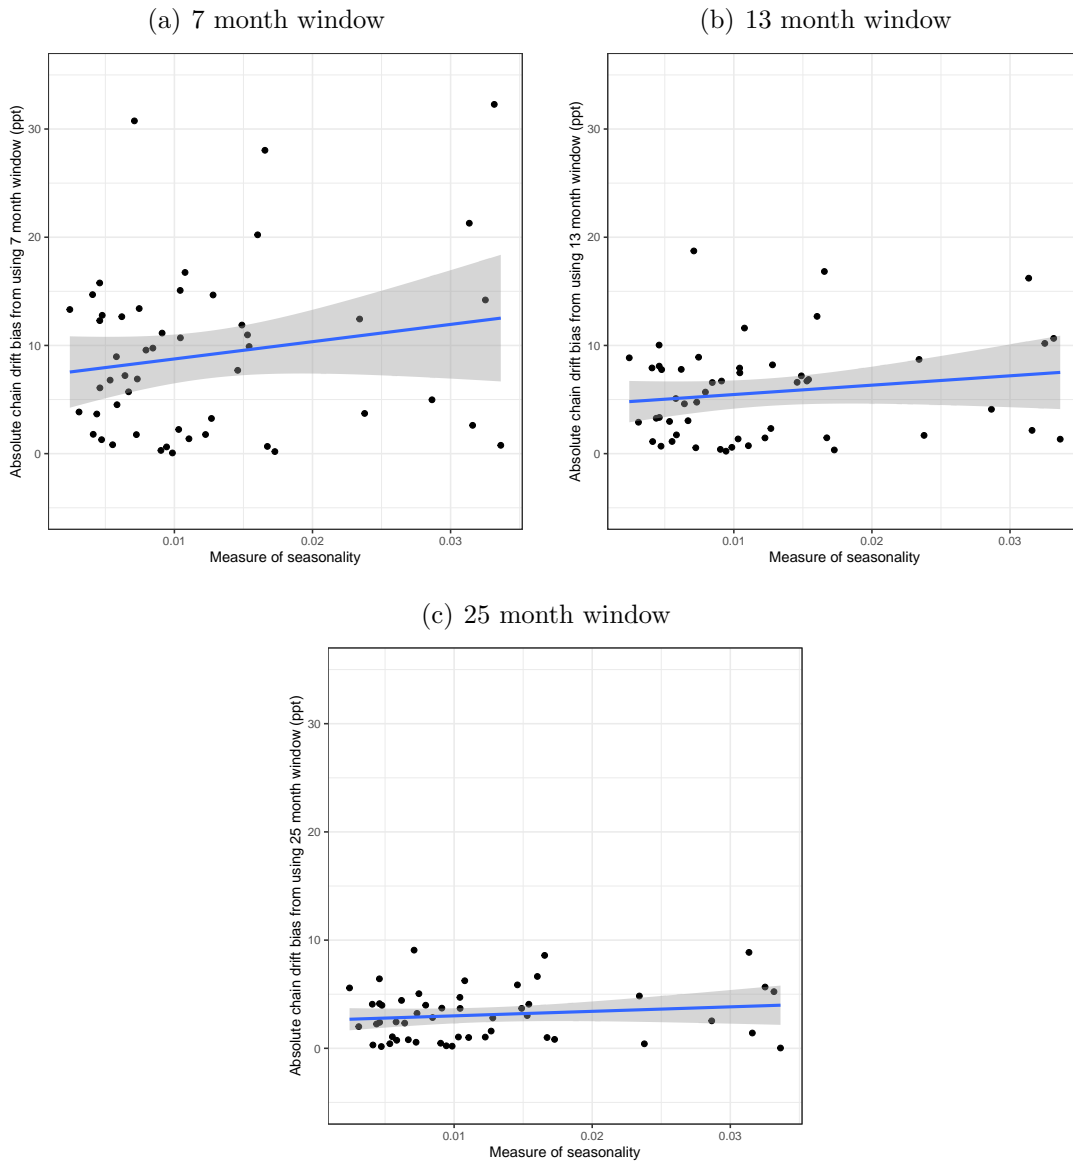 (a) 7 month window
Absolute chain drift bias from using 7 month window (ppt)
30
20
10
0
0.01 0.02 0.03
Measure of seasonality
(b) 13 month window
Absolute chain drift bias from using 13 month window (ppt)
30
20
10
0
0.01 0.02 0.03
Measure of seasonality
(c) 25 month window
Absolute chain drift bias from using 25 month window (ppt)
30
20
10
0
0.01 0.02 0.03
Measure of seasonality